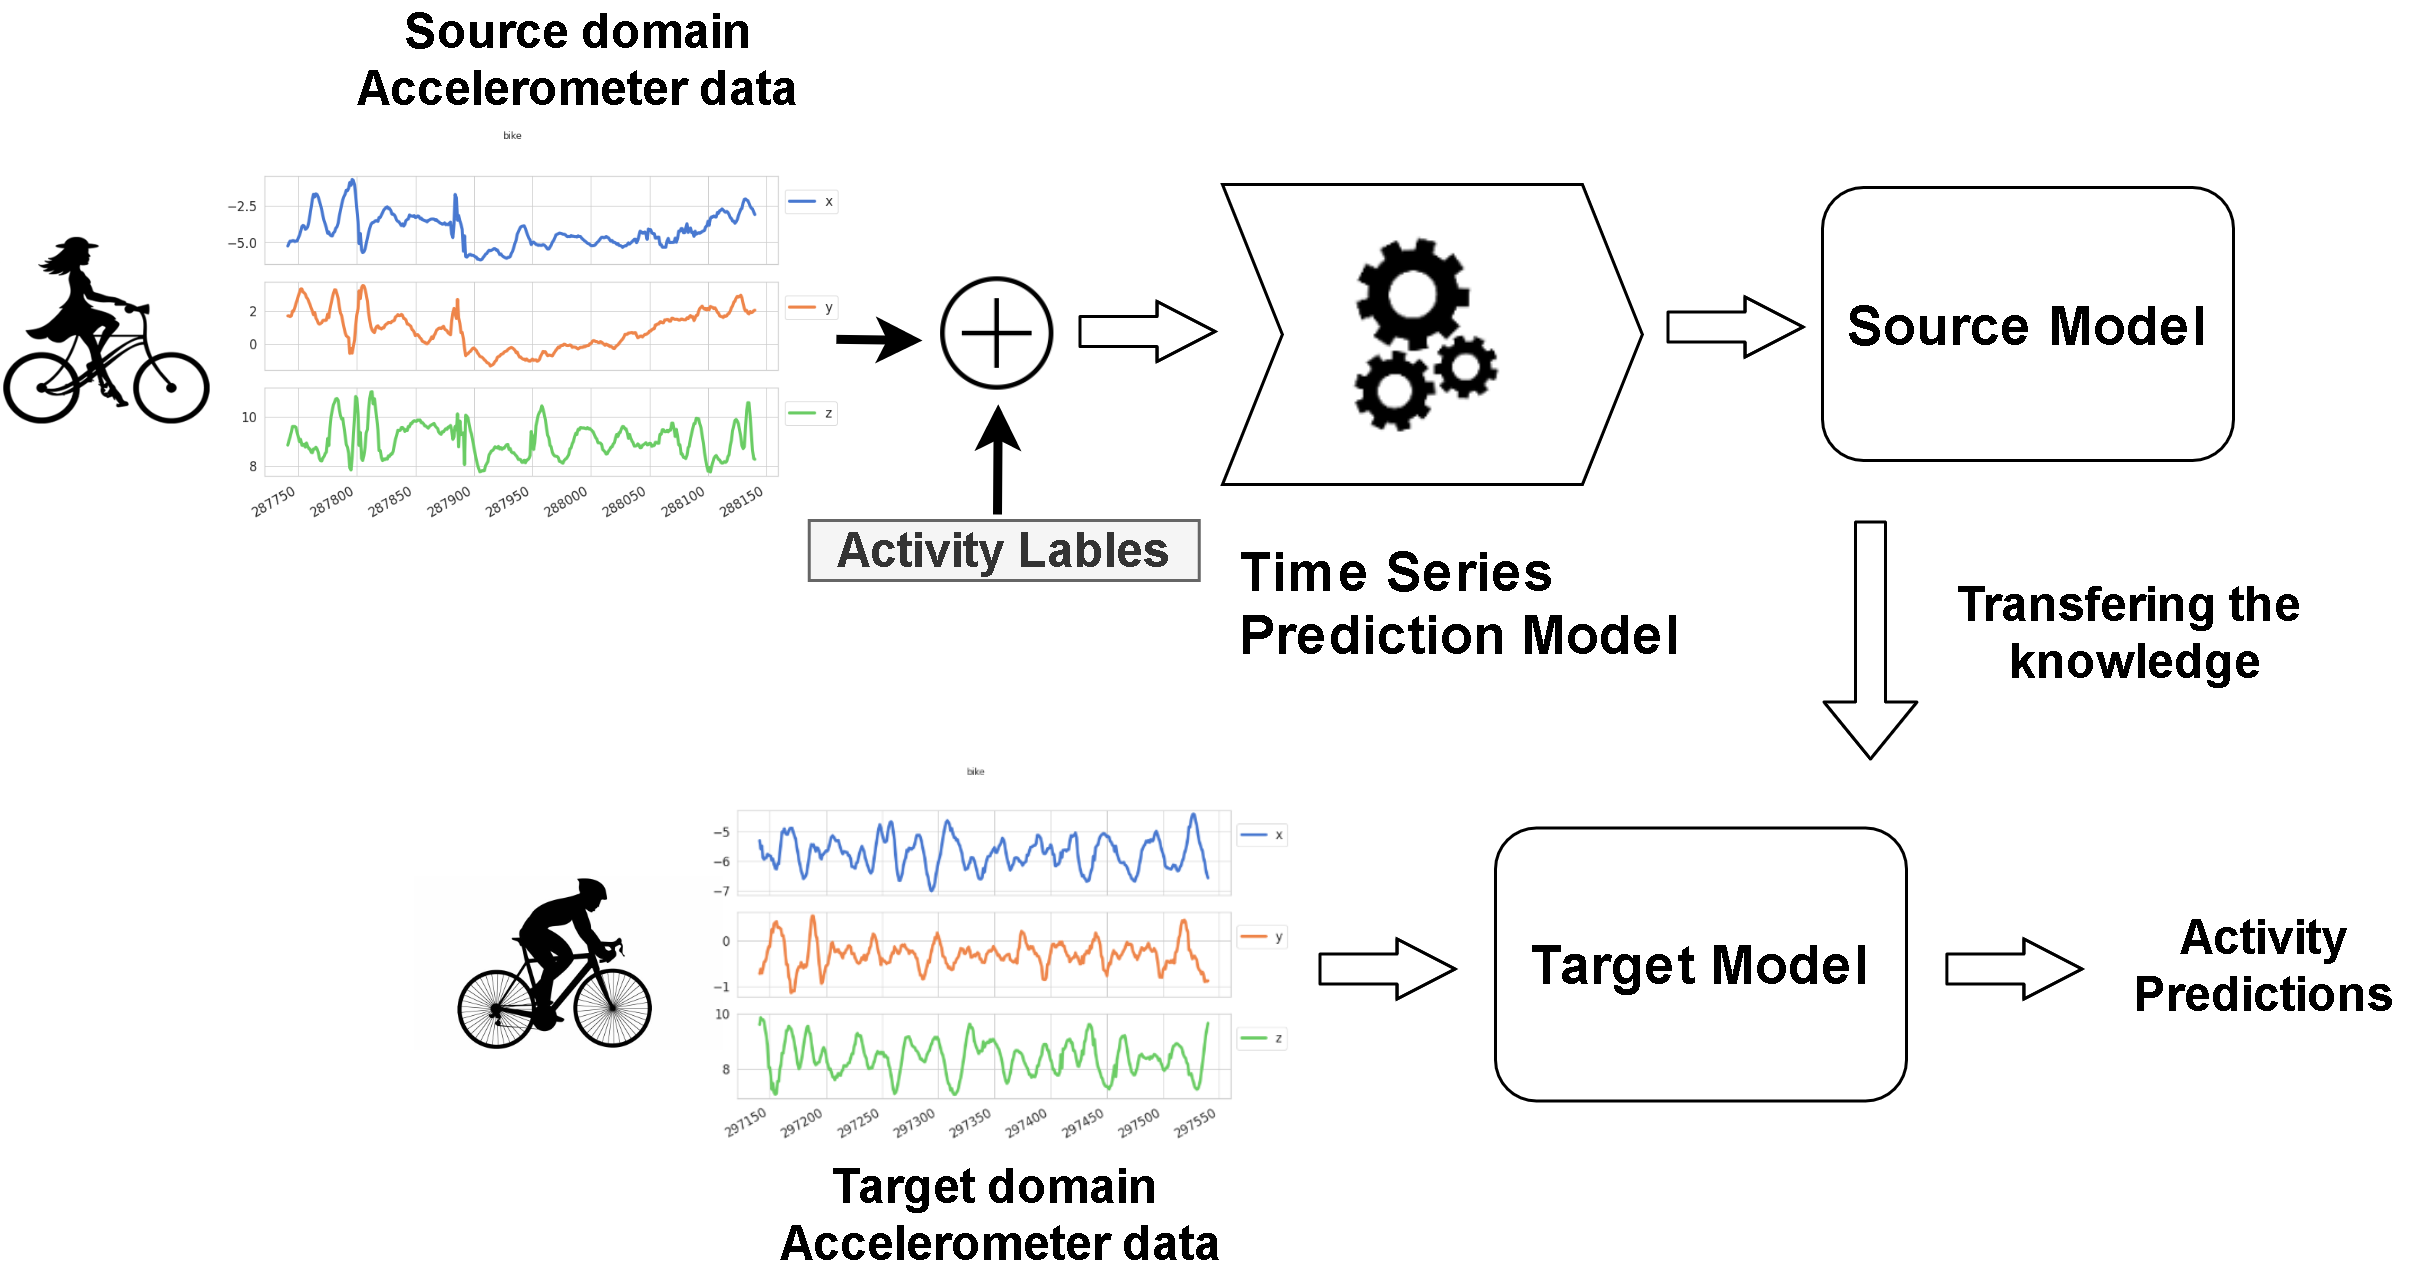 Source domain
Accelerometer data
bike
−2.5
−5.0
x
2
0
y
10
8
z
287750
287800
287850
287900
287950
288000
288050
288100
288150
Activity Lables
Time Series
Prediction Model
Source Model
Transfering the
knowledge
bike
−5
−6
−7
x
0
−1
y
10
8
z
297150
297200
297250
297300
297350
297400
297450
297500
297550
Target domain
Accelerometer data
Target Model
Activity
Predictions